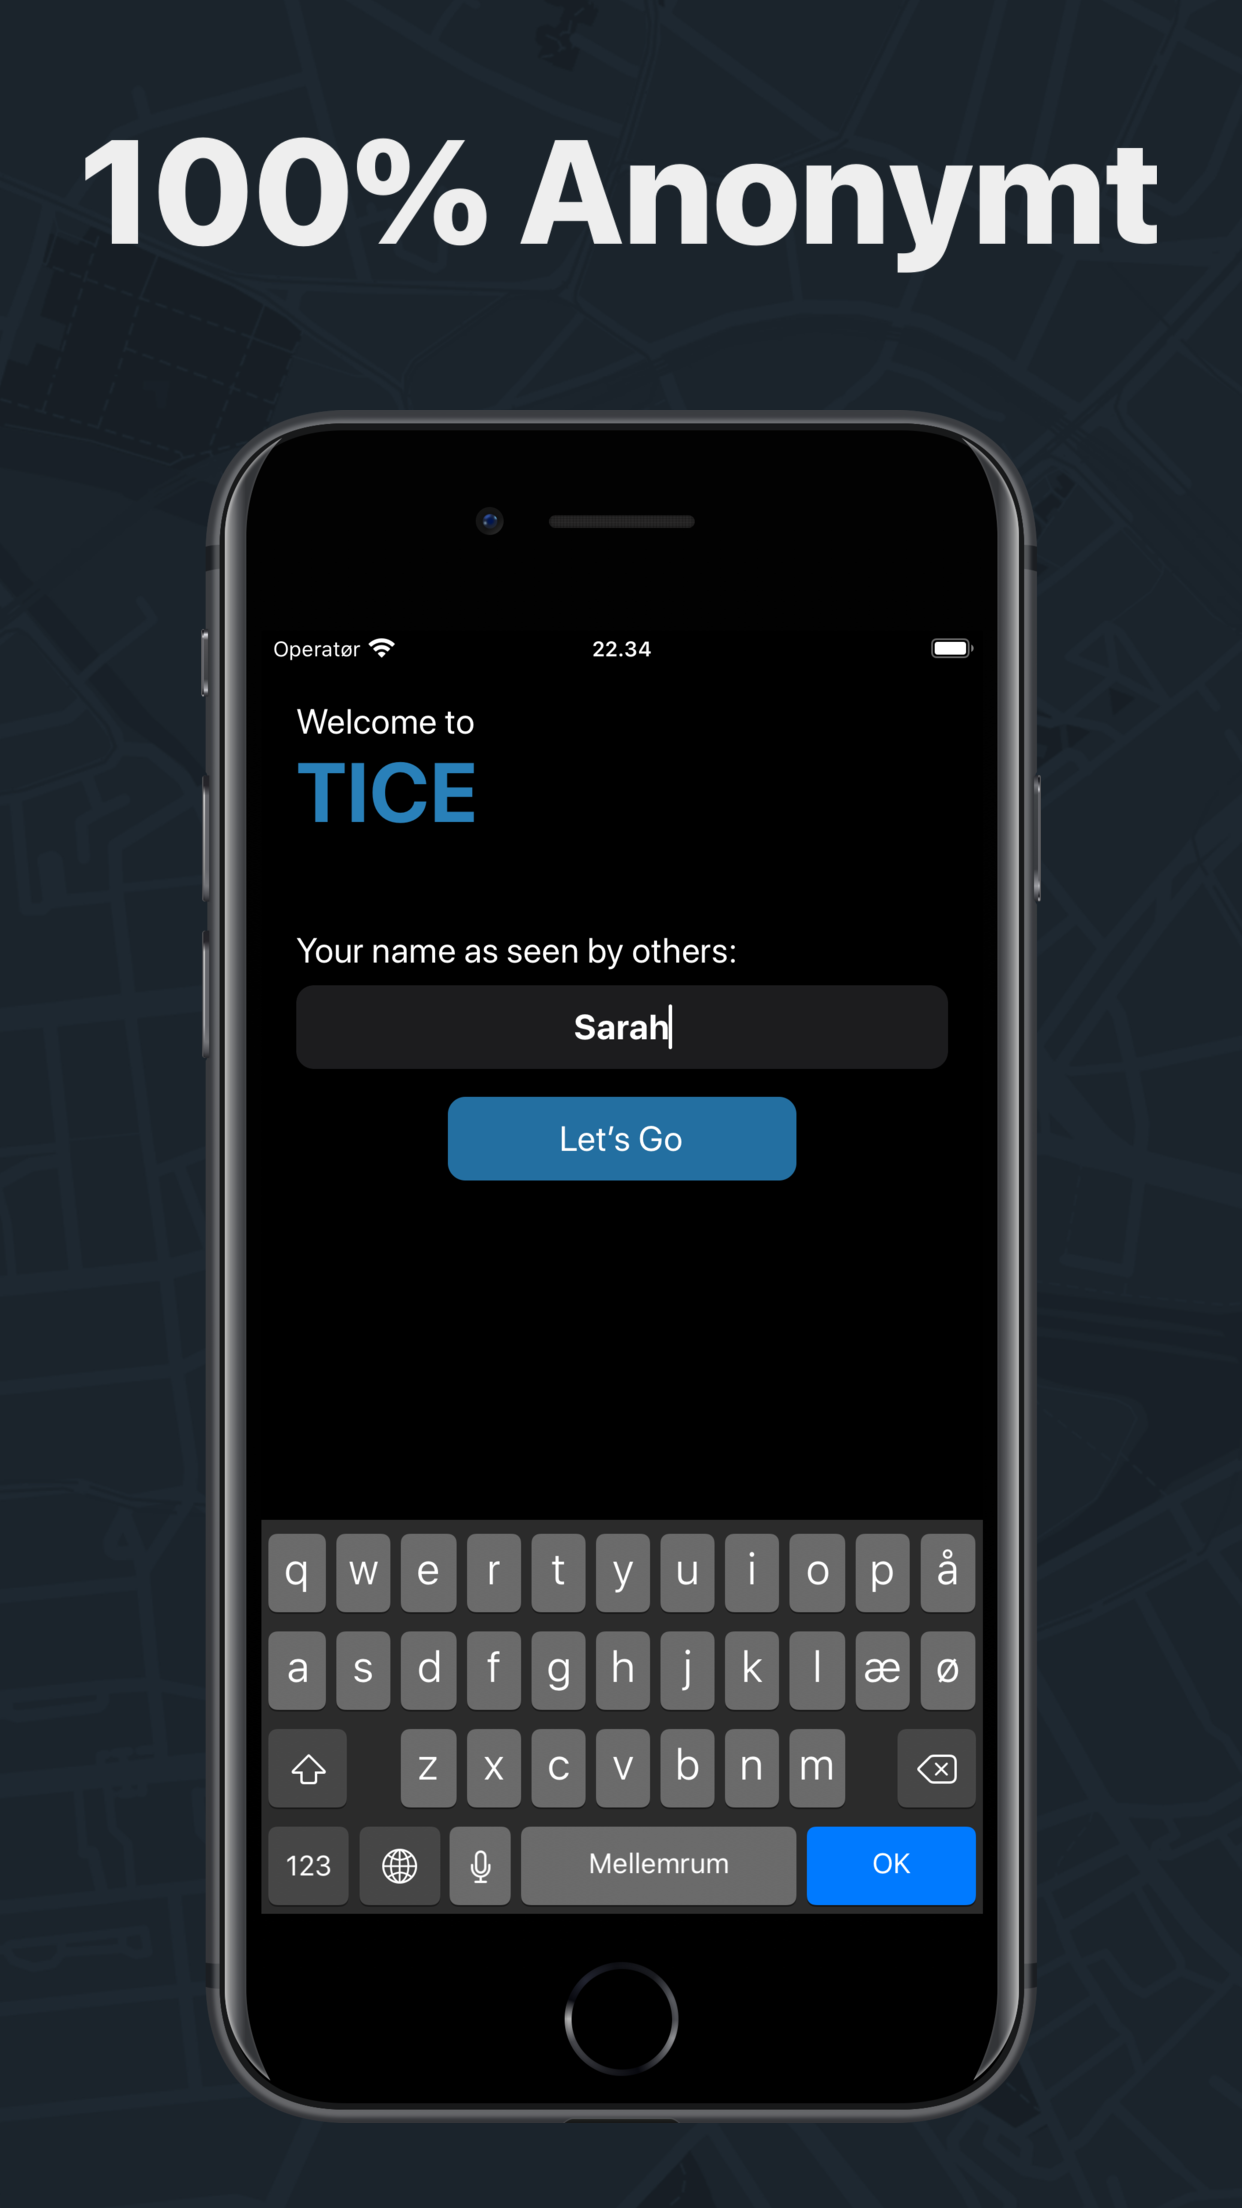 100% Anonymt
Operatør 22.34
Welcome to
TICE
Your name as seen by others:
Sarah
Let’s Go
q w e r t y u i o p å
a s d f g h j k l æ ø
z x c v b n m
123 Mellemrum OK